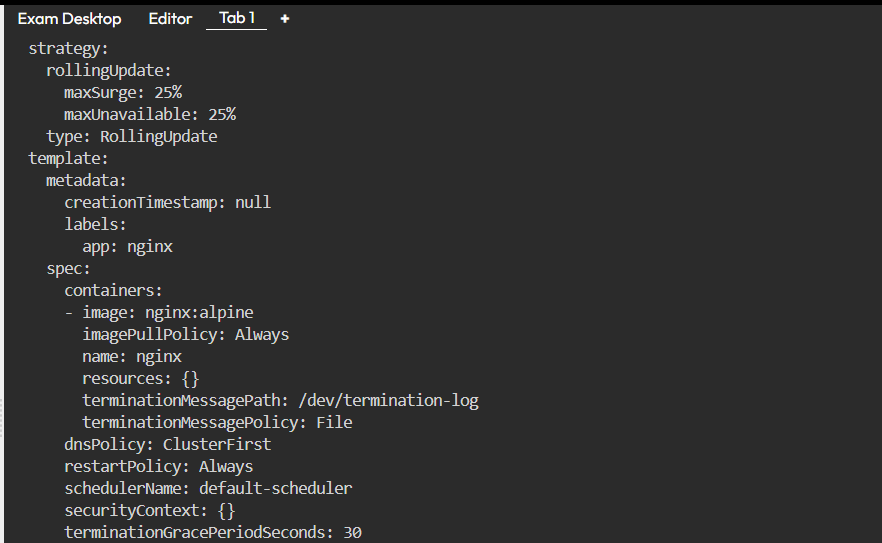 Exam Desktop Editor Tab 1 +
strategy:
rollingUpdate:
maxSurge: 25%
maxUnavailable: 25%
type: RollingUpdate
template:
metadata:
creationTimestamp: null
labels:
app: nginx
spec:
containers:
- image: nginx:alpine
imagePullPolicy: Always
name: nginx
resources: {}
terminationMessagePath: /dev/termination-log
terminationMessagePolicy: File
dnsPolicy: ClusterFirst
restartPolicy: Always
schedulerName: default-scheduler
securityContext: {}
terminationGracePeriodSeconds: 30